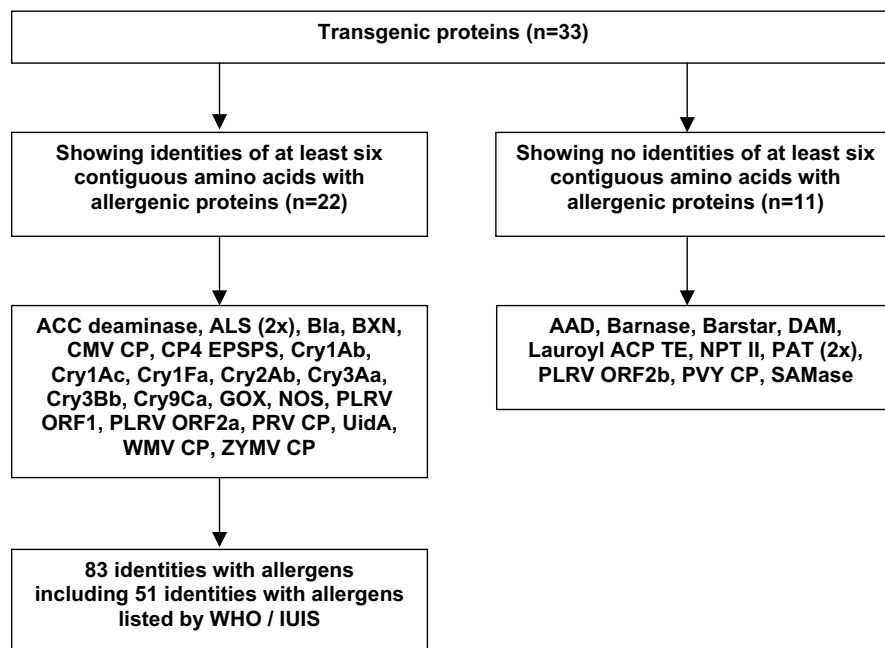 Transgenic proteins (n=33)
Showing identities of at least six
contiguous amino acids with
allergenic proteins (n=22)
Showing no identities of at least six
contiguous amino acids with
allergenic proteins (n=11)
ACC deaminase, ALS (2x), Bla, BXN,
CMV CP, CP4 EPSPS, Cry1Ab,
Cry1Ac, Cry1Fa, Cry2Ab, Cry3Aa,
Cry3Bb, Cry9Ca, GOX, NOS, PLRV
ORF1, PLRV ORF2a, PRV CP, UidA,
WMV CP, ZYMV CP
AAD, Barnase, Barstar, DAM,
Lauroyl ACP TE, NPT II, PAT (2x),
PLRV ORF2b, PVY CP, SAMase
83 identities with allergens
including 51 identities with allergens
listed by WHO / IUIS